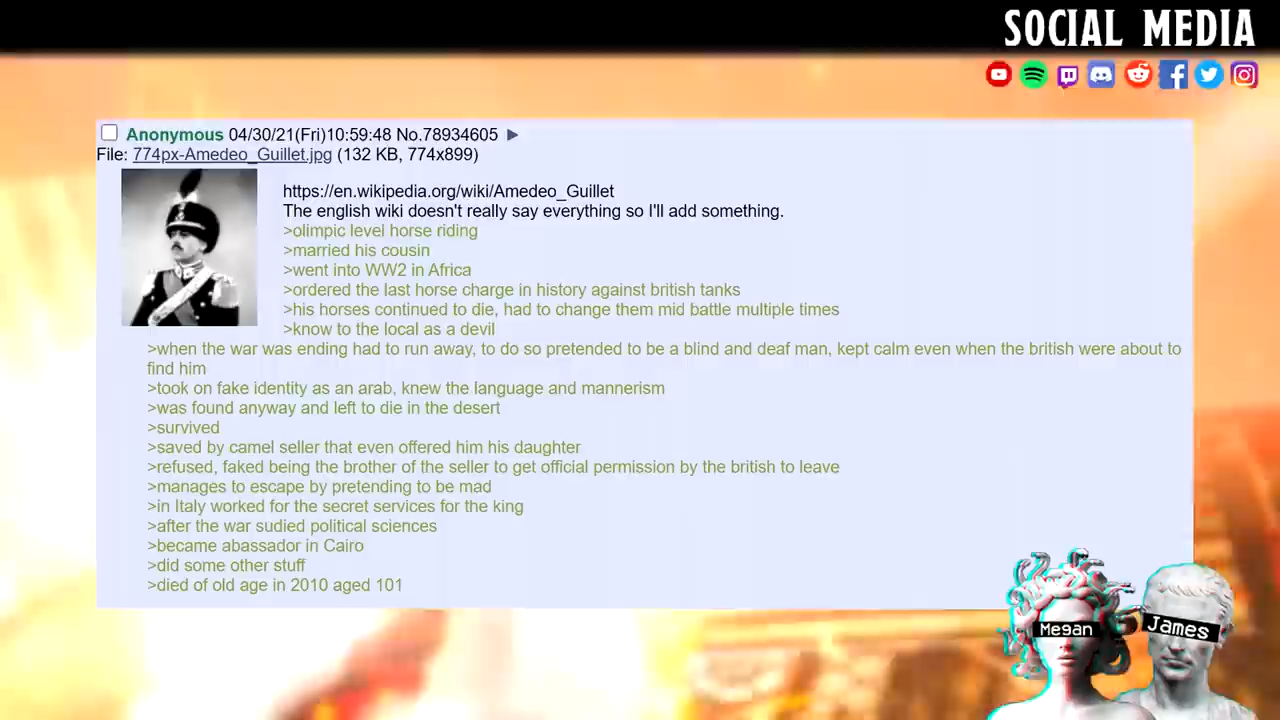 SOCIAL MEDIA
Anonymous 04/30/21(Fri)10:59:48 No.78934605
File: 774px-Amedeo_Guillet.jpg (132 KB, 774x899)
https://en.wikipedia.org/wiki/Amedeo_Guillet
The english wiki doesn't really say everything so I'll add something.
>olimpic level horse riding
>married his cousin
>went into WW2 in Africa
>ordered the last horse charge in history against british tanks
>his horses continued to die, had to change them mid battle multiple times
>know to the local as a devil
>when the war was ending had to run away, to do so pretended to be a blind and deaf man, kept calm even when the british were about to
find him
>took on fake identity as an arab, knew the language and mannerism
>was found anyway and left to die in the desert
>survived
>saved by camel seller that even offered him his daughter
>refused, faked being the brother of the seller to get official permission by the british to leave
>manages to escape by pretending to be mad
>in Italy worked for the secret services for the king
>after the war sudied political sciences
>became abassador in Cairo
>did some other stuff
>died of old age in 2010 aged 101
Megan
James